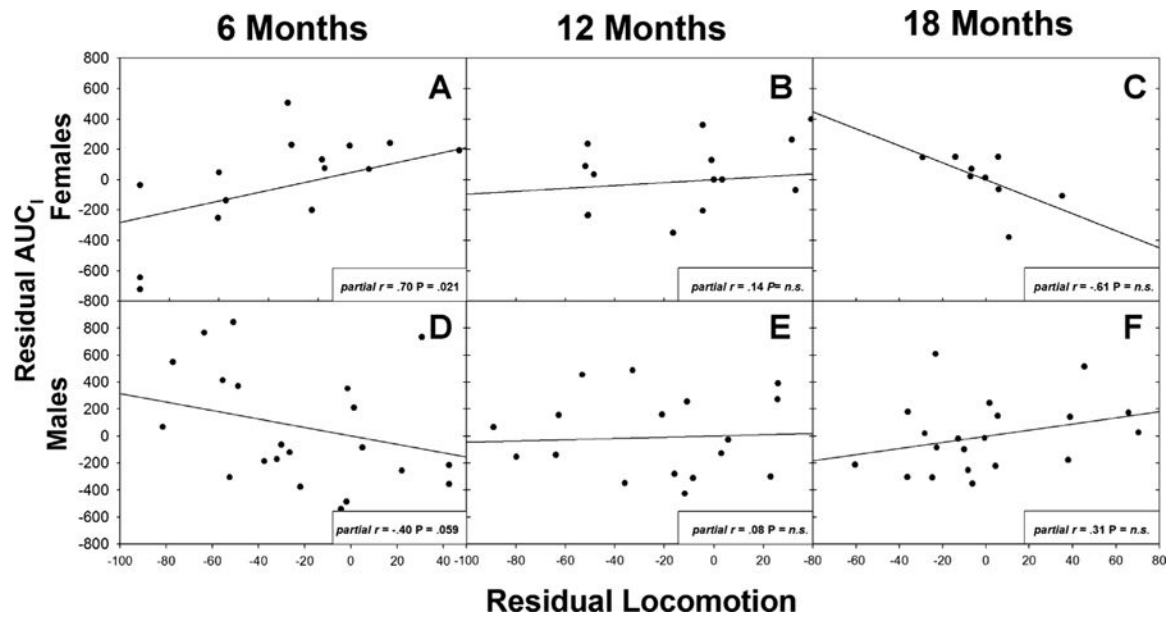 6 Months
12 Months
18 Months
Residual AUC_I
Females
Males
800
600
400
200
0
-200
-400
-600
-800
A
partial r = .70 P = .021
B
partial r = .14 P= n.s.
C
partial r = -.61 P = n.s.
800
600
400
200
0
-200
-400
-600
-800
D
partial r = -.40 P = .059
E
partial r = .08 P = n.s.
F
partial r = .31 P = n.s.
-100 -80 -60 -40 -20 0 20 40
-100 -80 -60 -40 -20 0 20
-80 -60 -40 -20 0 20 40 60 80
Residual Locomotion